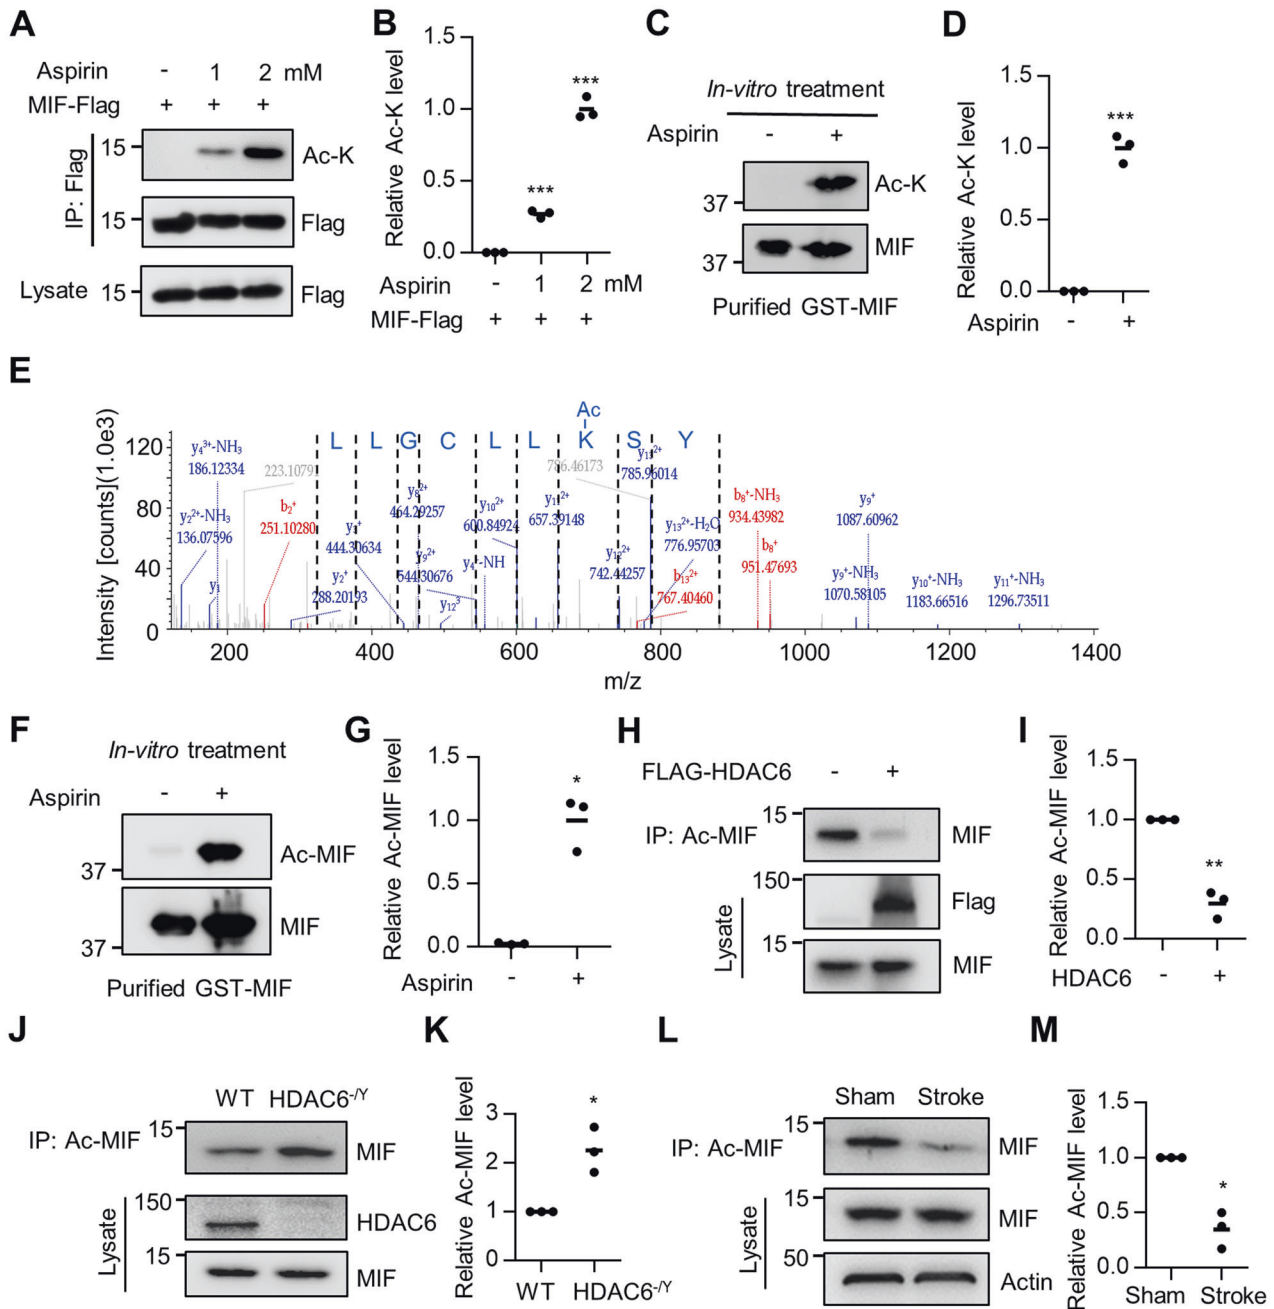 A
Aspirin - 1 2 mM
MIF-Flag + + +
IP: Flag
15
Ac-K
15
Flag
Lysate 15
Flag
B
Relative Ac-K level
1.5
1.0
0.5
0.0
***
***
Aspirin - 1 2 mM
MIF-Flag + + +
C
In-vitro treatment
Aspirin - +
Ac-K
37
MIF
37
Purified GST-MIF
D
Relative Ac-K level
1.5
1.0
0.5
0.0
***
Aspirin - +
E
Intensity [counts](1.0e3)
120
80
40
0
Ac
L L G C L L K S Y
y₄³⁺-NH₃
186.12334
223.1079
y₂²⁺-NH₃
136.07596
y₁
b₂⁺
251.10280
y₂⁺
288.20193
y₃⁺
444.30634
y₈²⁺
464.29257
y₉²⁺
544.30676
y₁₂³
y₄⁺-NH
y₁₀²⁺
600.84924
y₁₁²⁺
657.39148
786.46173
y₁₃²⁺
785.96014
y₁₂²⁺
742.44257
y₁₃²⁺-H₂O
776.95703
b₁₃²⁺
767.40460
b₈⁺-NH₃
934.43982
b₈⁺
951.47693
y₉⁺
1087.60962
y₉⁺-NH₃
1070.58105
y₁₀⁺-NH₃
1183.66516
y₁₁⁺-NH₃
1296.73511
200 400 600 800 1000 1200 1400
m/z
F
In-vitro treatment
Aspirin - +
Ac-MIF
37
MIF
37
Purified GST-MIF
G
Relative Ac-MIF level
1.5
1.0
0.5
0.0
*
Aspirin - +
H
FLAG-HDAC6 - +
15
IP: Ac-MIF
MIF
150
Flag
Lysate
15
MIF
I
Relative Ac-MIF level
1.5
1.0
0.5
0.0
**
HDAC6 - +
J
WT HDAC6⁻/ʸ
15
IP: Ac-MIF
MIF
150
HDAC6
Lysate
15
MIF
K
Relative Ac-MIF level
3
2
1
0
*
WT HDAC6⁻/ʸ
L
Sham Stroke
15
IP: Ac-MIF
MIF
15
MIF
Lysate
50
Actin
M
Relative Ac-MIF level
1.5
1.0
0.5
0.0
*
Sham Stroke